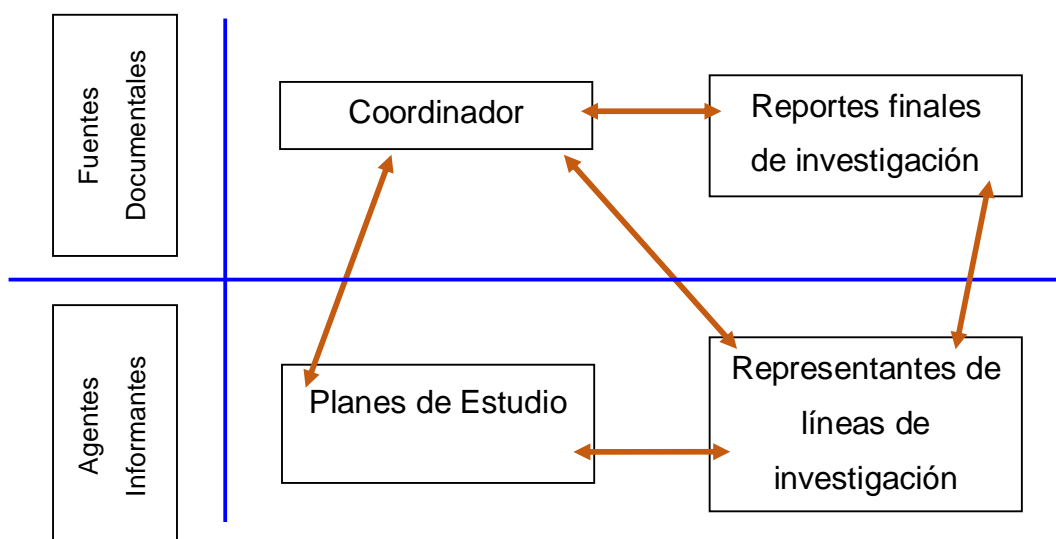 Fuentes
Documentales
Coordinador
Reportes finales
de investigación
Agentes
Informantes
Planes de Estudio
Representantes de
líneas de
investigación